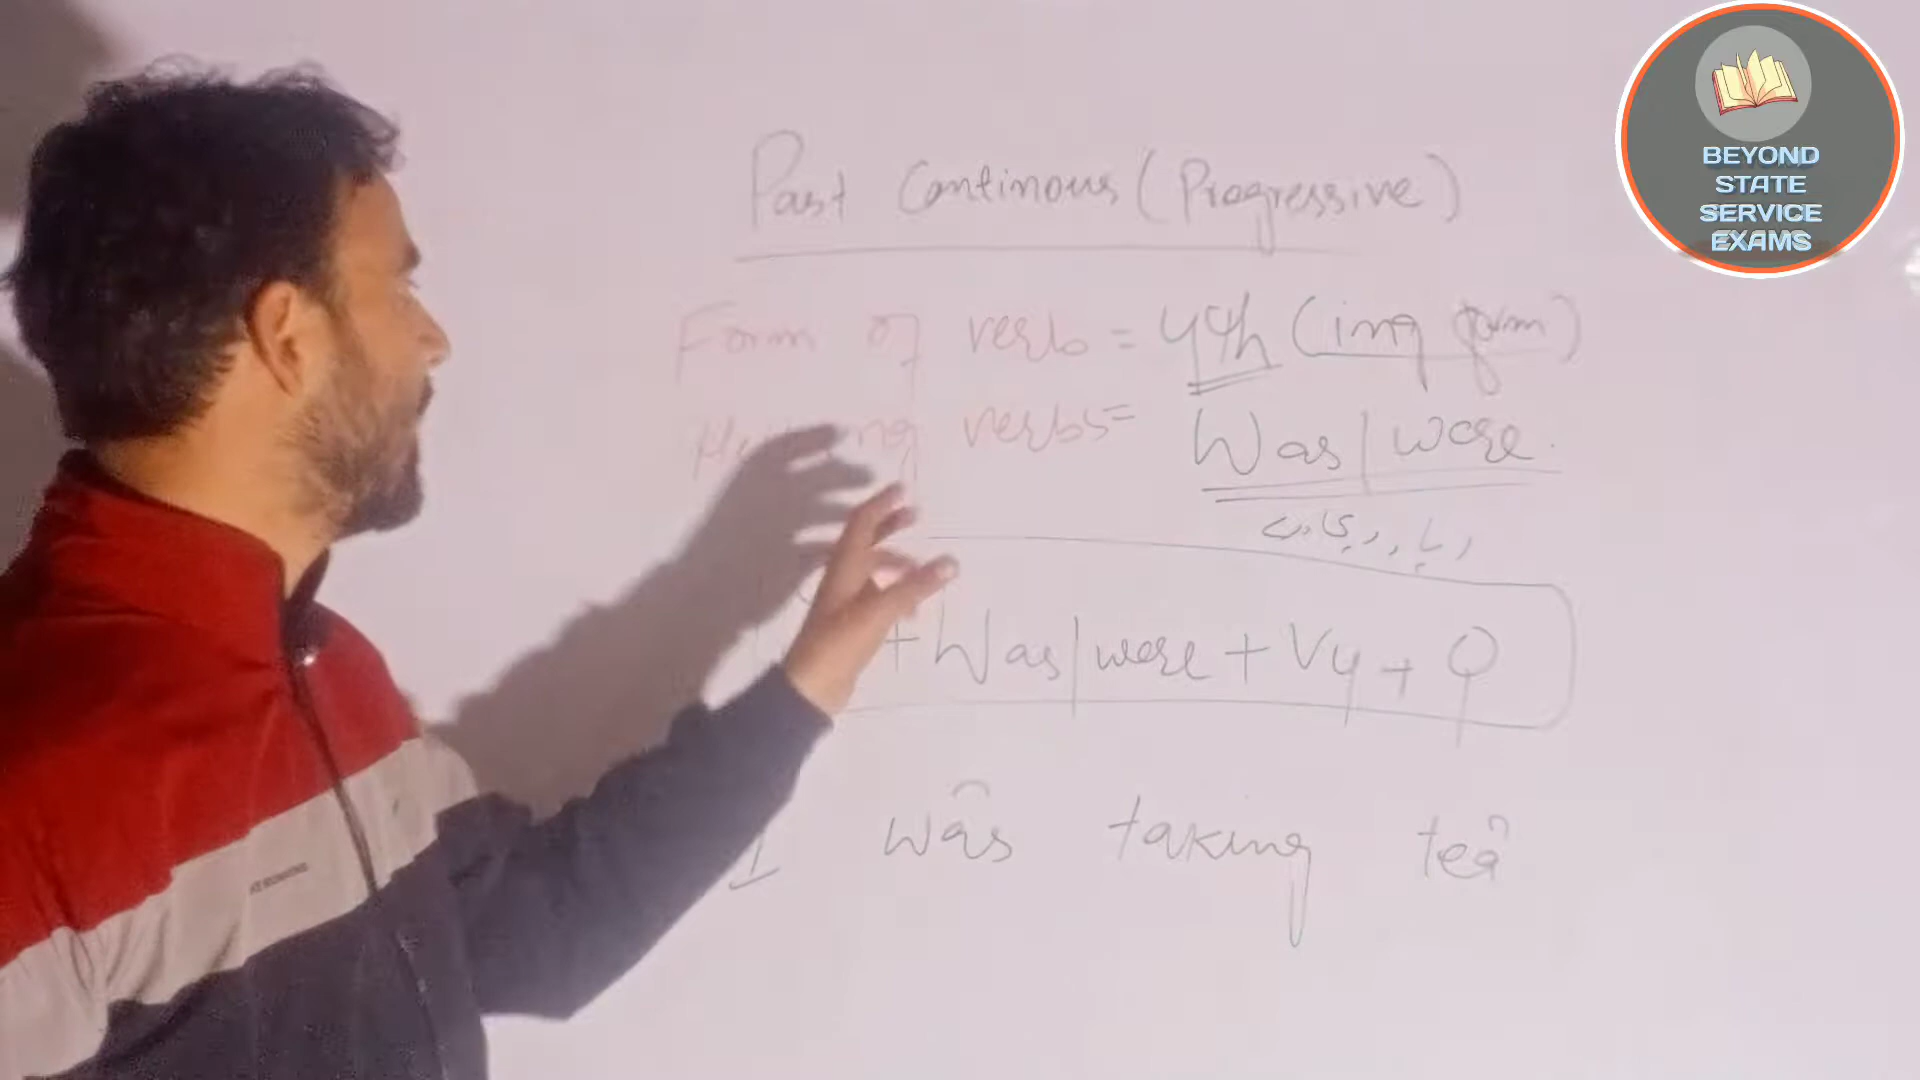 Past Continous (Progressive)
Form of verb = 4th (ing form)
Helping verbs = Was | were.
+ Was | were + V4 + O
I was taking tea
BEYOND
STATE
SERVICE
EXAMS